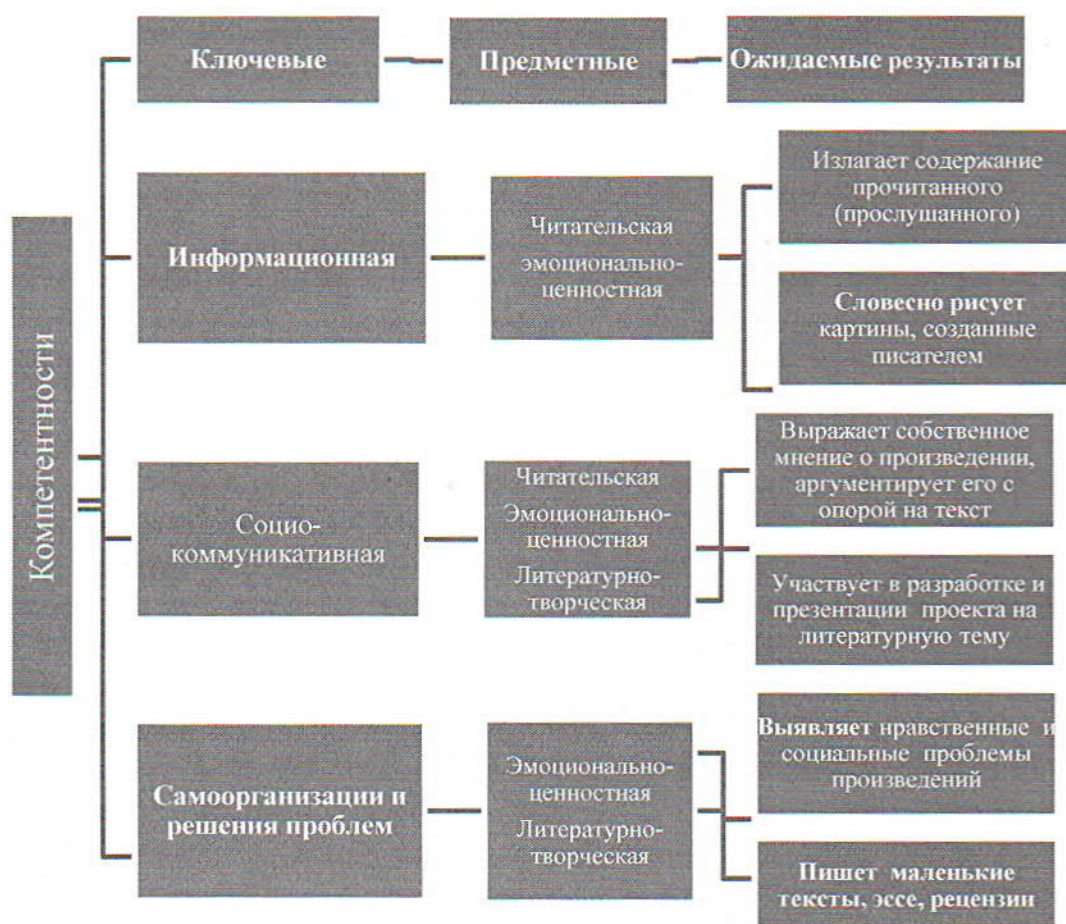 Компетентности
Ключевые
Предметные
Ожидаемые результаты
Информационная
Читательская
эмоционально-
ценностная
Излагает содержание
прочитанного
(прослушанного)
Словесно рисует
картины, созданные
писателем
Социо-
коммуникативная
Читательская
Эмоционально-
ценностная
Литературно-
творческая
Выражает собственное
мнение о произведении,
аргументирует его с
опорой на текст
Участвует в разработке и
презентации проекта на
литературную тему
Самоорганизации и
решения проблем
Эмоционально-
ценностная
Литературно-
творческая
Выявляет нравственные и
социальные проблемы
произведений
Пишет маленькие
тексты, эссе, рецензии